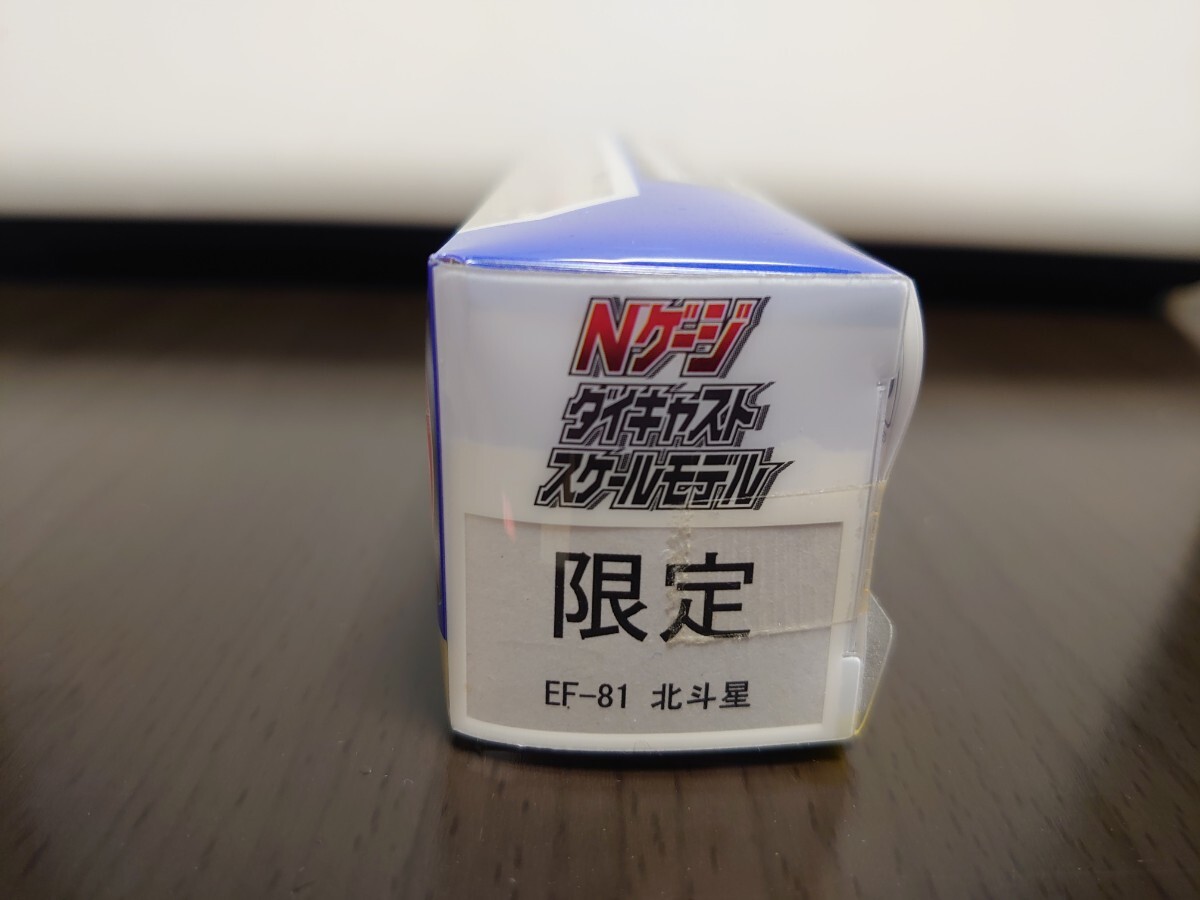 Nゲージ
ダイキャスト
スケールモデル
限定
EF-81 北斗星